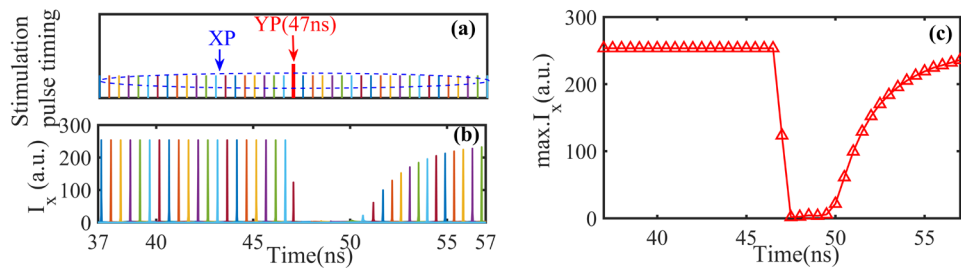 YP(47ns)
XP
(a)
Stimulation
pulse timing
300
200
100
0
I_x (a.u.)
(b)
37 40 45 50 55 57
Time(ns)
300
200
100
0
max.I_x(a.u.)
(c)
40 45 50 55
Time(ns)